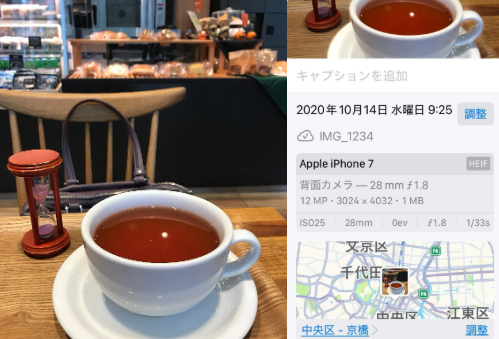 キャプションを追加
2020年10月14日 水曜日 9:25
調整
IMG_1234
Apple iPhone 7
HEIF
背面カメラ — 28 mm ƒ1.8
12 MP・3024 × 4032・1 MB
ISO25
28mm
0ev
ƒ1.8
1/33s
文京区
千代田
中央区
江東区
中央区 - 京橋
調整